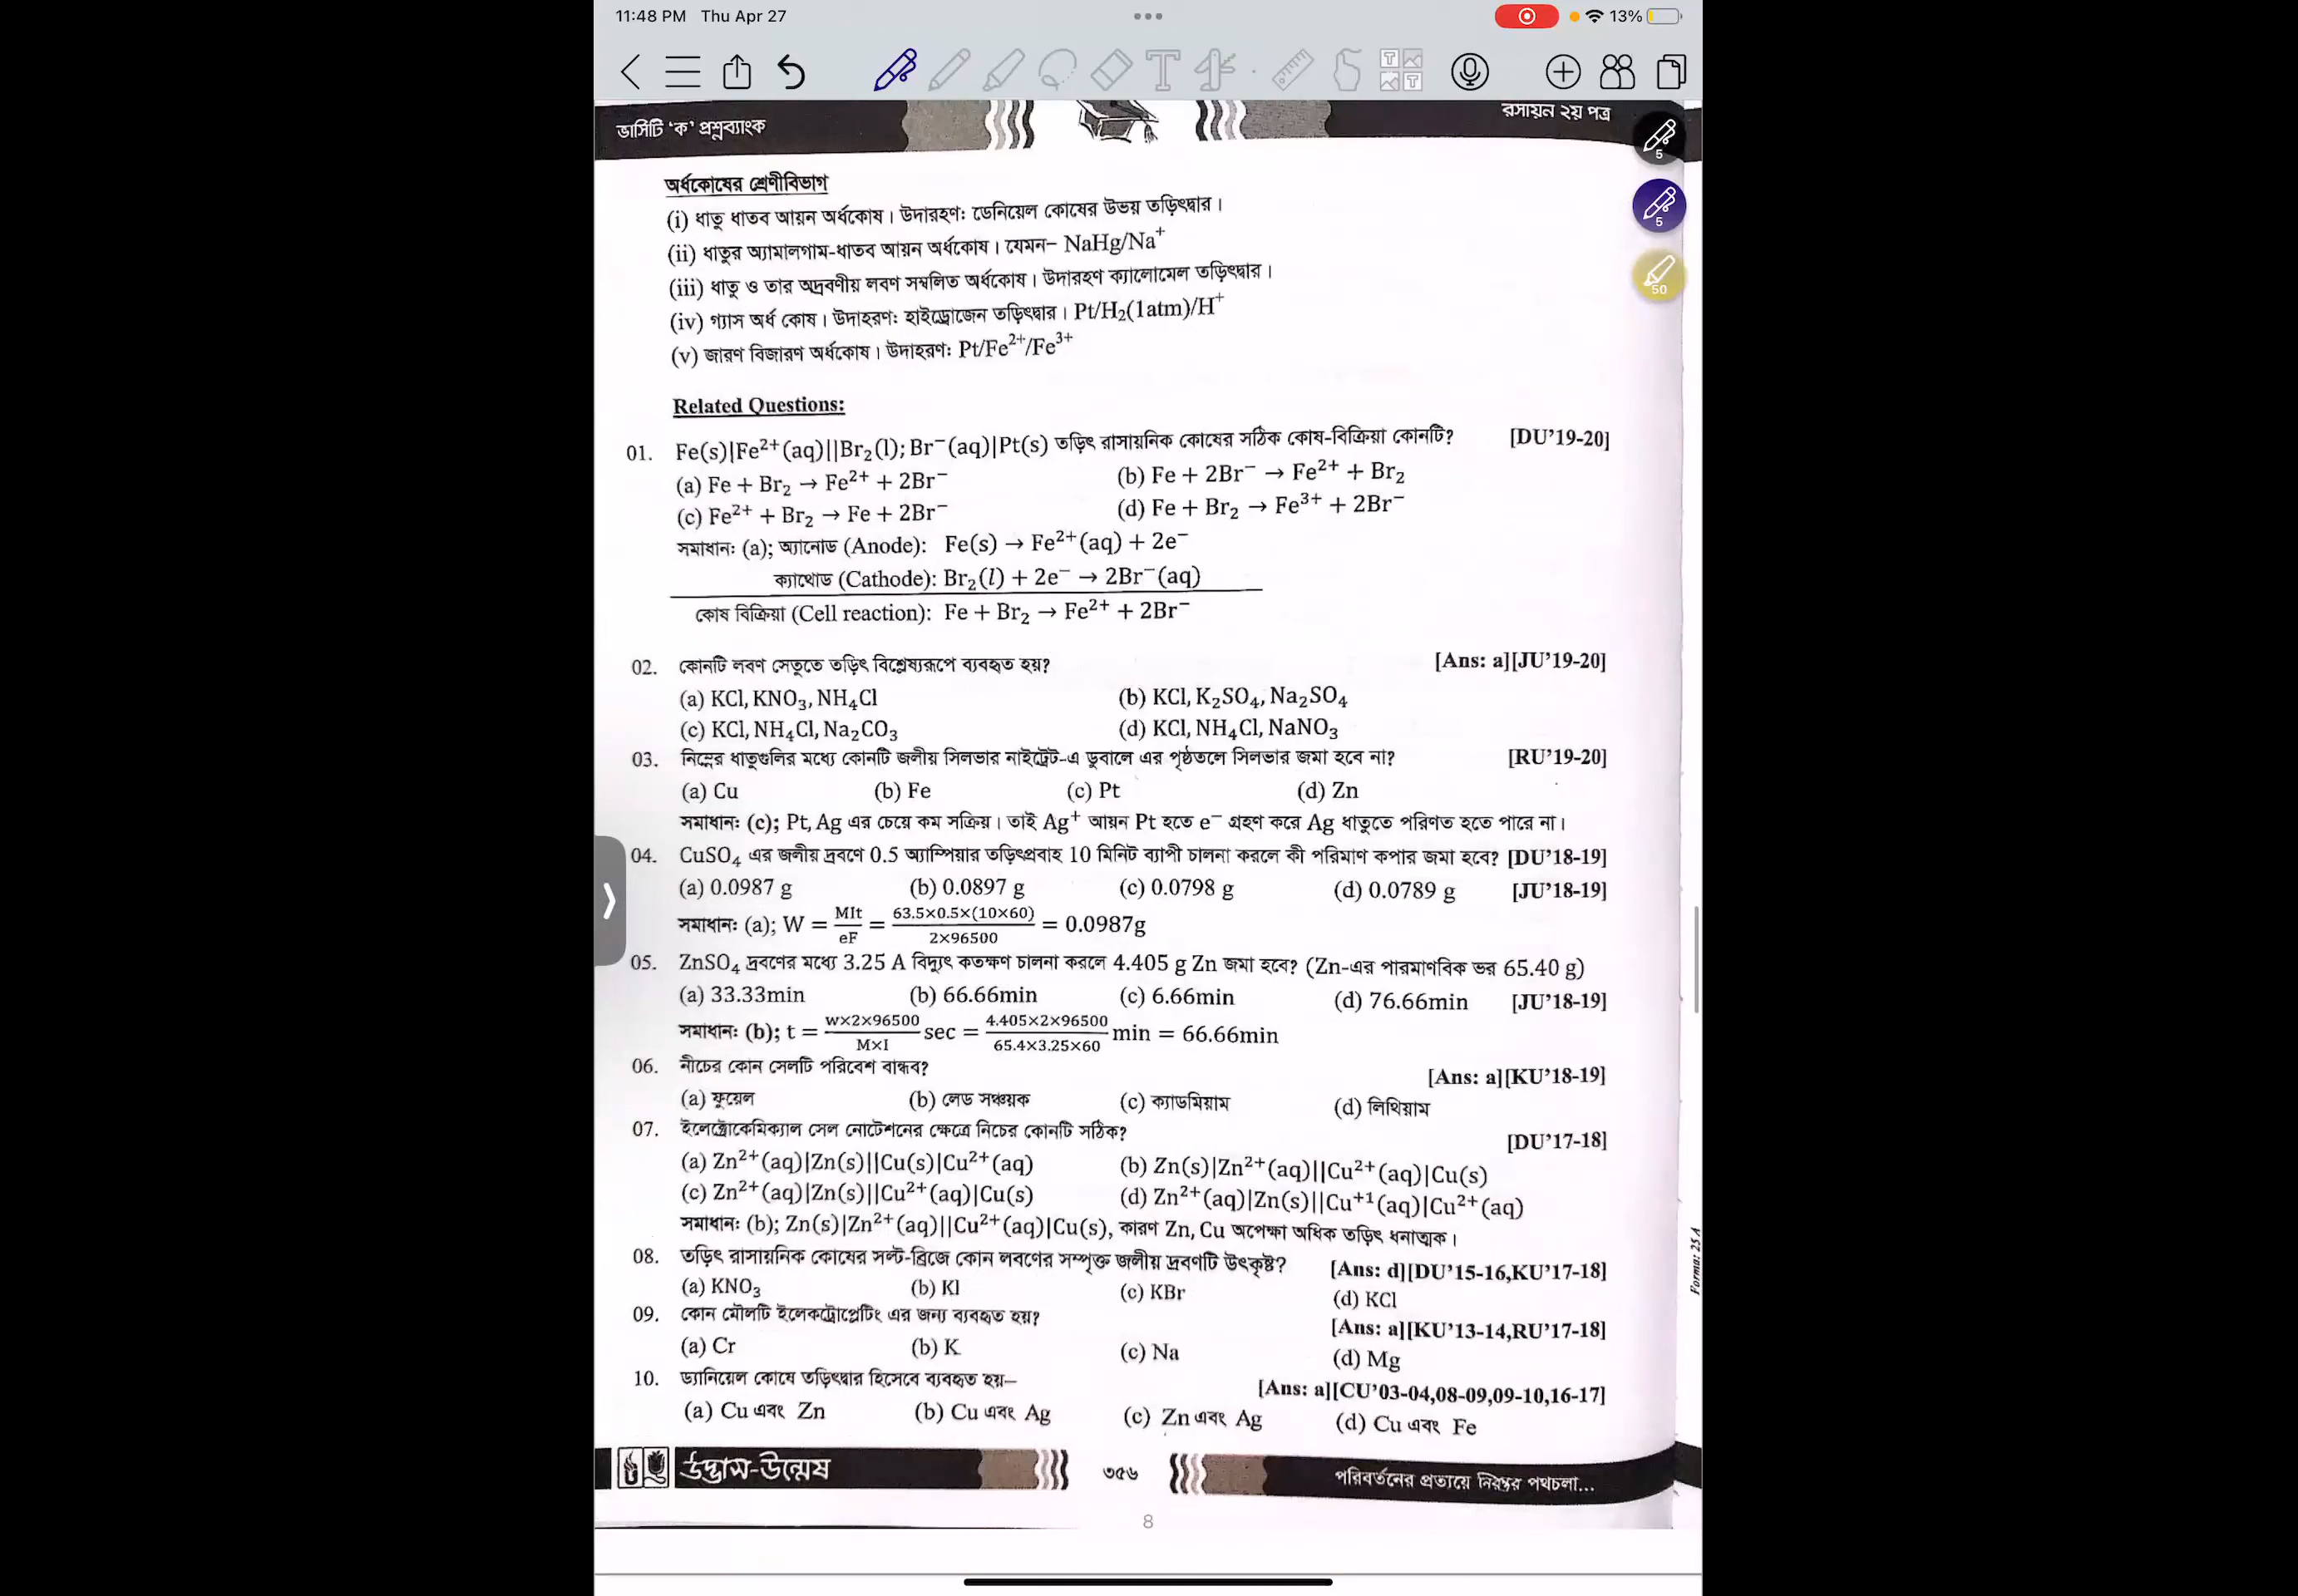 11:48 PM Thu Apr 27
13%
ভার্সিটি ‘ক’ প্রশ্নব্যাংক
রসায়ন ২য় পত্র
5
5
50
অর্ধকোষের শ্রেণীবিভাগ
(i) ধাতু ধাতব আয়ন অর্ধকোষ। উদারহণঃ ডেনিয়েল কোষের উভয় তড়িৎদ্বার।
(ii) ধাতুর অ্যামালগাম-ধাতব আয়ন অর্ধকোষ। যেমন– NaHg/Na⁺
(iii) ধাতু ও তার অদ্রবণীয় লবণ সম্বলিত অর্ধকোষ। উদারহণ ক্যালোমেল তড়িৎদ্বার।
(iv) গ্যাস অর্ধ কোষ। উদাহরণঃ হাইড্রোজেন তড়িৎদ্বার। Pt/H₂(1atm)/H⁺
(v) জারণ বিজারণ অর্ধকোষ। উদাহরণঃ Pt/Fe²⁺/Fe³⁺
Related Questions:
01. Fe(s)|Fe²⁺(aq)||Br₂(l); Br⁻(aq)|Pt(s) তড়িৎ রাসায়নিক কোষের সঠিক কোষ-বিক্রিয়া কোনটি? [DU’19-20]
(a) Fe + Br₂ → Fe²⁺ + 2Br⁻ (b) Fe + 2Br⁻ → Fe²⁺ + Br₂
(c) Fe²⁺ + Br₂ → Fe + 2Br⁻ (d) Fe + Br₂ → Fe³⁺ + 2Br⁻
সমাধানঃ (a); অ্যানোড (Anode): Fe(s) → Fe²⁺(aq) + 2e⁻
ক্যাথোড (Cathode): Br₂(l) + 2e⁻ → 2Br⁻(aq)
কোষ বিক্রিয়া (Cell reaction): Fe + Br₂ → Fe²⁺ + 2Br⁻
02. কোনটি লবণ সেতুতে তড়িৎ বিশ্লেষ্যরূপে ব্যবহৃত হয়? [Ans: a][JU’19-20]
(a) KCl, KNO₃, NH₄Cl (b) KCl, K₂SO₄, Na₂SO₄
(c) KCl, NH₄Cl, Na₂CO₃ (d) KCl, NH₄Cl, NaNO₃
03. নিম্নের ধাতুগুলির মধ্যে কোনটি জলীয় সিলভার নাইট্রেট-এ ডুবালে এর পৃষ্ঠতলে সিলভার জমা হবে না? [RU’19-20]
(a) Cu (b) Fe (c) Pt (d) Zn
সমাধানঃ (c); Pt, Ag এর চেয়ে কম সক্রিয়। তাই Ag⁺ আয়ন Pt হতে e⁻ গ্রহণ করে Ag ধাতুতে পরিণত হতে পারে না।
04. CuSO₄ এর জলীয় দ্রবণে 0.5 অ্যাম্পিয়ার তড়িৎপ্রবাহ 10 মিনিট ব্যাপী চালনা করলে কী পরিমাণ কপার জমা হবে? [DU’18-19]
(a) 0.0987 g (b) 0.0897 g (c) 0.0798 g (d) 0.0789 g [JU’18-19]
সমাধানঃ (a); W = MIt/eF = 63.5×0.5×(10×60)/2×96500 = 0.0987g
05. ZnSO₄ দ্রবণের মধ্যে 3.25 A বিদ্যুৎ কতক্ষণ চালনা করলে 4.405 g Zn জমা হবে? (Zn-এর পারমাণবিক ভর 65.40 g)
(a) 33.33min (b) 66.66min (c) 6.66min (d) 76.66min [JU’18-19]
সমাধানঃ (b); t = w×2×96500/M×I sec = 4.405×2×96500/65.4×3.25×60 min = 66.66min
06. নীচের কোন সেলটি পরিবেশ বান্ধব? [Ans: a][KU’18-19]
(a) ফুয়েল (b) লেড সঞ্চয়ক (c) ক্যাডমিয়াম (d) লিথিয়াম
07. ইলেক্ট্রোকেমিক্যাল সেল নোটেশনের ক্ষেত্রে নিচের কোনটি সঠিক? [DU’17-18]
(a) Zn²⁺(aq)|Zn(s)||Cu(s)|Cu²⁺(aq) (b) Zn(s)|Zn²⁺(aq)||Cu²⁺(aq)|Cu(s)
(c) Zn²⁺(aq)|Zn(s)||Cu²⁺(aq)|Cu(s) (d) Zn²⁺(aq)|Zn(s)||Cu⁺¹(aq)|Cu²⁺(aq)
সমাধানঃ (b); Zn(s)|Zn²⁺(aq)||Cu²⁺(aq)|Cu(s), কারণ Zn, Cu অপেক্ষা অধিক তড়িৎ ধনাত্মক।
08. তড়িৎ রাসায়নিক কোষের সল্ট-ব্রিজে কোন লবণের সম্পৃক্ত জলীয় দ্রবণটি উৎকৃষ্ট? [Ans: d][DU’15-16,KU’17-18]
(a) KNO₃ (b) Kl (c) KBr (d) KCl
09. কোন মৌলটি ইলেকট্রোপ্লেটিং এর জন্য ব্যবহৃত হয়? [Ans: a][KU’13-14,RU’17-18]
(a) Cr (b) K (c) Na (d) Mg
10. ড্যানিয়েল কোষে তড়িৎদ্বার হিসেবে ব্যবহৃত হয়– [Ans: a][CU’03-04,08-09,09-10,16-17]
(a) Cu এবং Zn (b) Cu এবং Ag (c) Zn এবং Ag (d) Cu এবং Fe
Forma: 25 A
উদ্ভাস-উন্মেষ
৩৫৬
পরিবর্তনের প্রত্যয়ে নিরন্তর পথচলা...
8